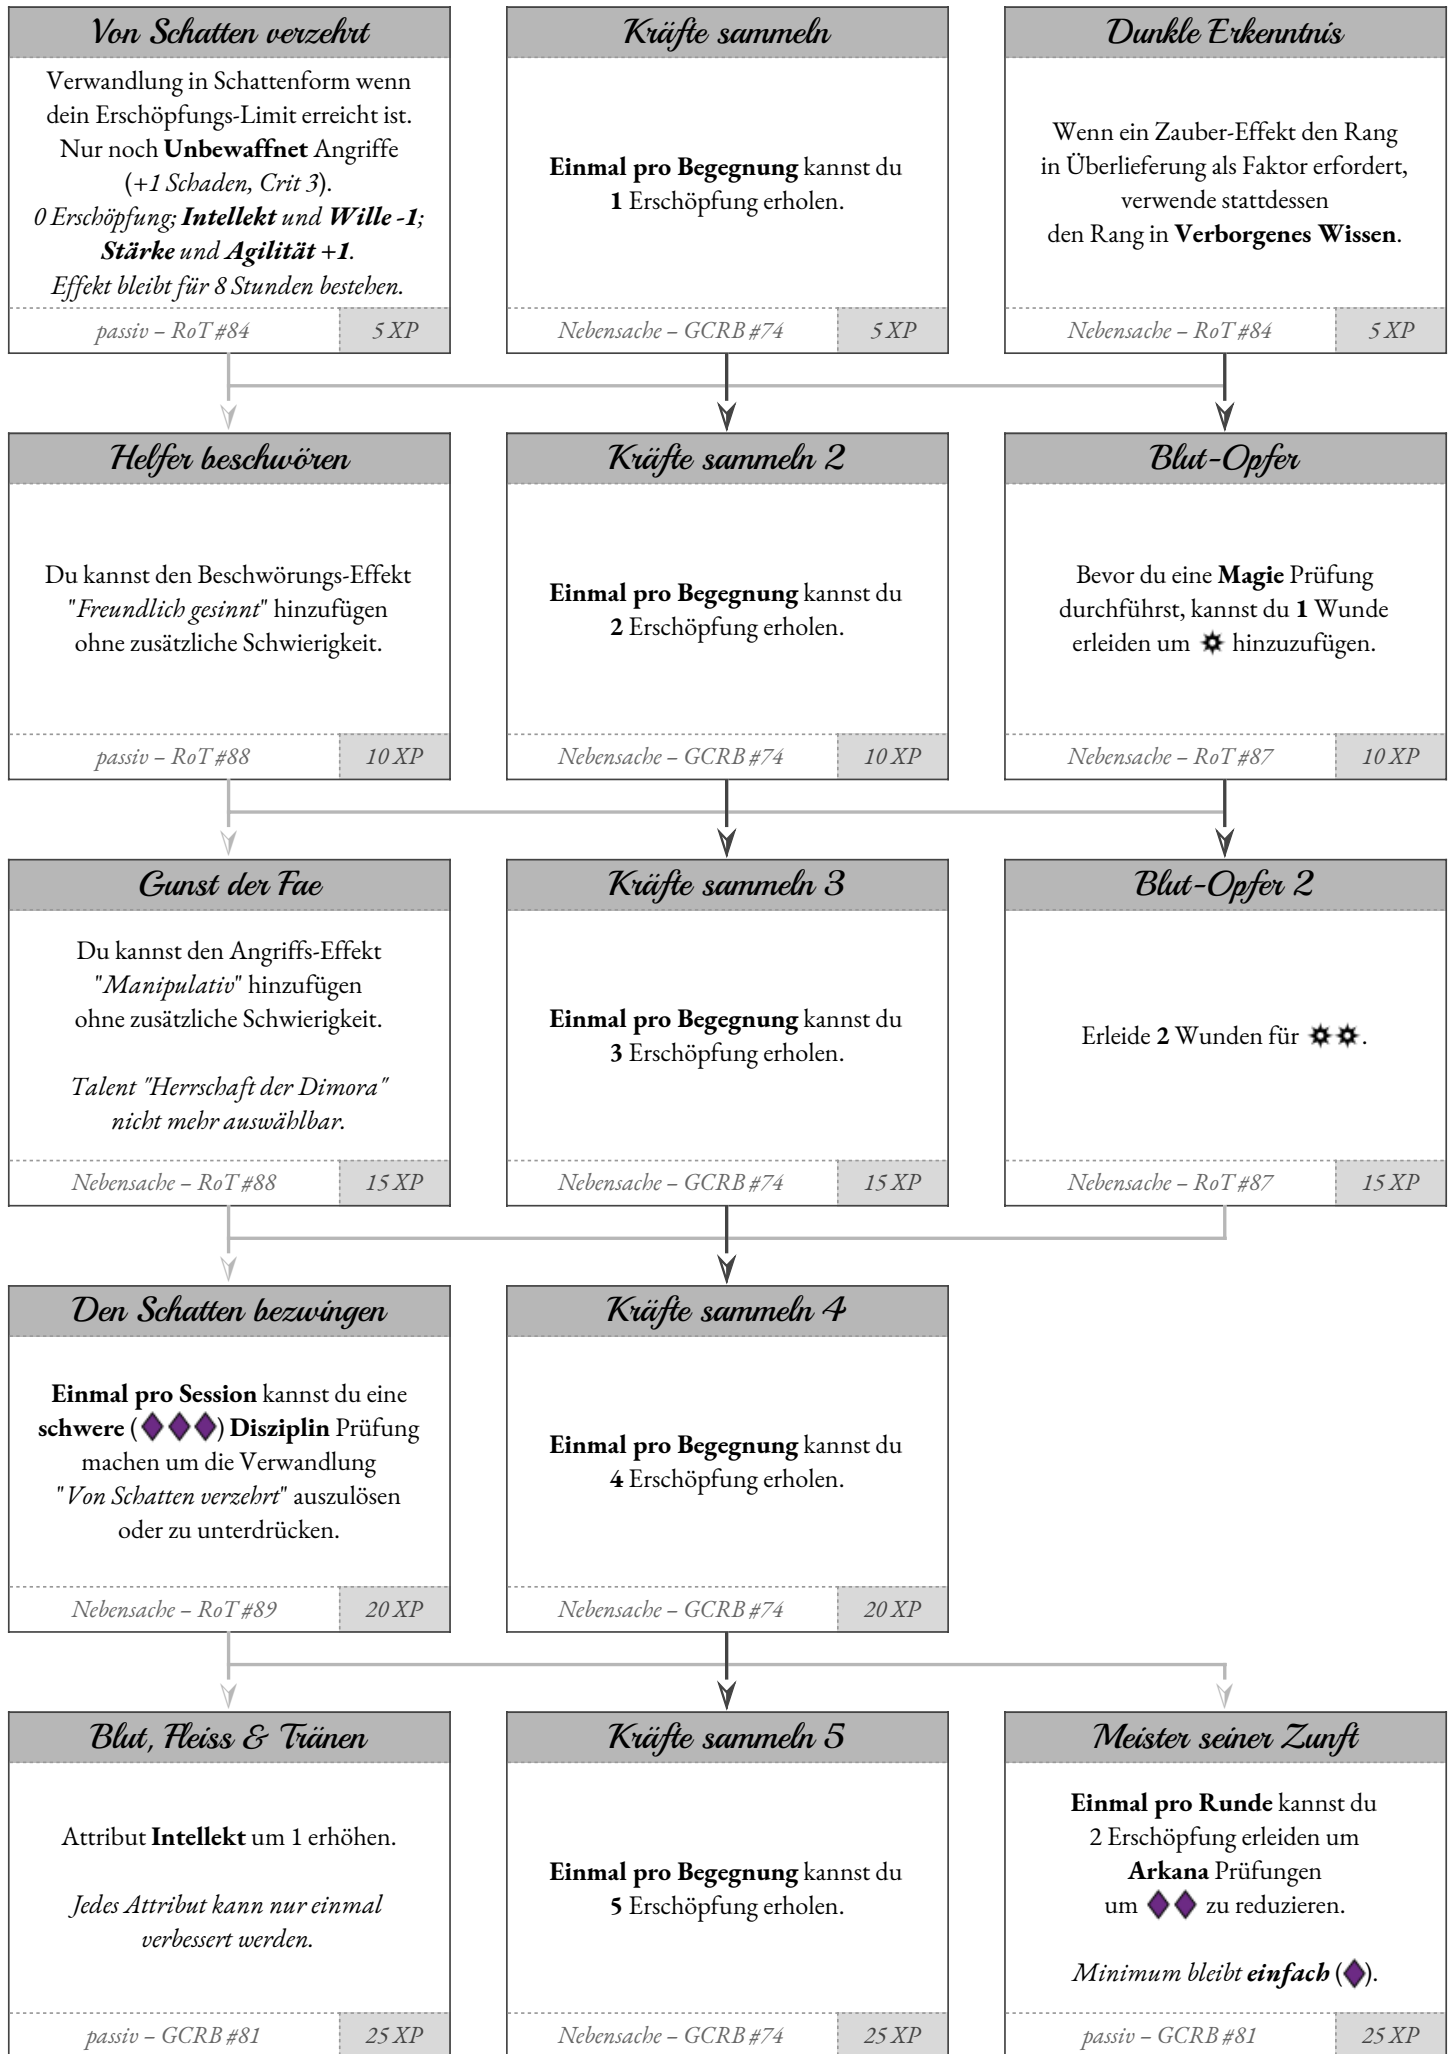 Von Schatten verzehrt
Verwandlung in Schattenform wenn
dein Erschöpfungs-Limit erreicht ist.
Nur noch Unbewaffnet Angriffe
(+1 Schaden, Crit 3).
0 Erschöpfung; Intellekt und Wille -1;
Stärke und Agilität +1.
Effekt bleibt für 8 Stunden bestehen.
passiv – RoT #84
5 XP
Kräfte sammeln
Einmal pro Begegnung kannst du
1 Erschöpfung erholen.
Nebensache – GCRB #74
5 XP
Dunkle Erkenntnis
Wenn ein Zauber-Effekt den Rang
in Überlieferung als Faktor erfordert,
verwende stattdessen
den Rang in Verborgenes Wissen.
Nebensache – RoT #84
5 XP
Helfer beschwören
Du kannst den Beschwörungs-Effekt
"Freundlich gesinnt" hinzufügen
ohne zusätzliche Schwierigkeit.
passiv – RoT #88
10 XP
Kräfte sammeln 2
Einmal pro Begegnung kannst du
2 Erschöpfung erholen.
Nebensache – GCRB #74
10 XP
Blut-Opfer
Bevor du eine Magie Prüfung
durchführst, kannst du 1 Wunde
erleiden um hinzuzufügen.
Nebensache – RoT #87
10 XP
Gunst der Fae
Du kannst den Angriffs-Effekt
"Manipulativ" hinzufügen
ohne zusätzliche Schwierigkeit.
Talent "Herrschaft der Dimora"
nicht mehr auswählbar.
Nebensache – RoT #88
15 XP
Kräfte sammeln 3
Einmal pro Begegnung kannst du
3 Erschöpfung erholen.
Nebensache – GCRB #74
15 XP
Blut-Opfer 2
Erleide 2 Wunden für .
Nebensache – RoT #87
15 XP
Den Schatten bezwingen
Einmal pro Session kannst du eine
schwere (♦♦♦) Disziplin Prüfung
machen um die Verwandlung
"Von Schatten verzehrt" auszulösen
oder zu unterdrücken.
Nebensache – RoT #89
20 XP
Kräfte sammeln 4
Einmal pro Begegnung kannst du
4 Erschöpfung erholen.
Nebensache – GCRB #74
20 XP
Blut, Fleiss & Tränen
Attribut Intellekt um 1 erhöhen.
Jedes Attribut kann nur einmal
verbessert werden.
passiv – GCRB #81
25 XP
Kräfte sammeln 5
Einmal pro Begegnung kannst du
5 Erschöpfung erholen.
Nebensache – GCRB #74
25 XP
Meister seiner Zunft
Einmal pro Runde kannst du
2 Erschöpfung erleiden um
Arkana Prüfungen
um ♦♦ zu reduzieren.
Minimum bleibt einfach (♦).
passiv – GCRB #81
25 XP